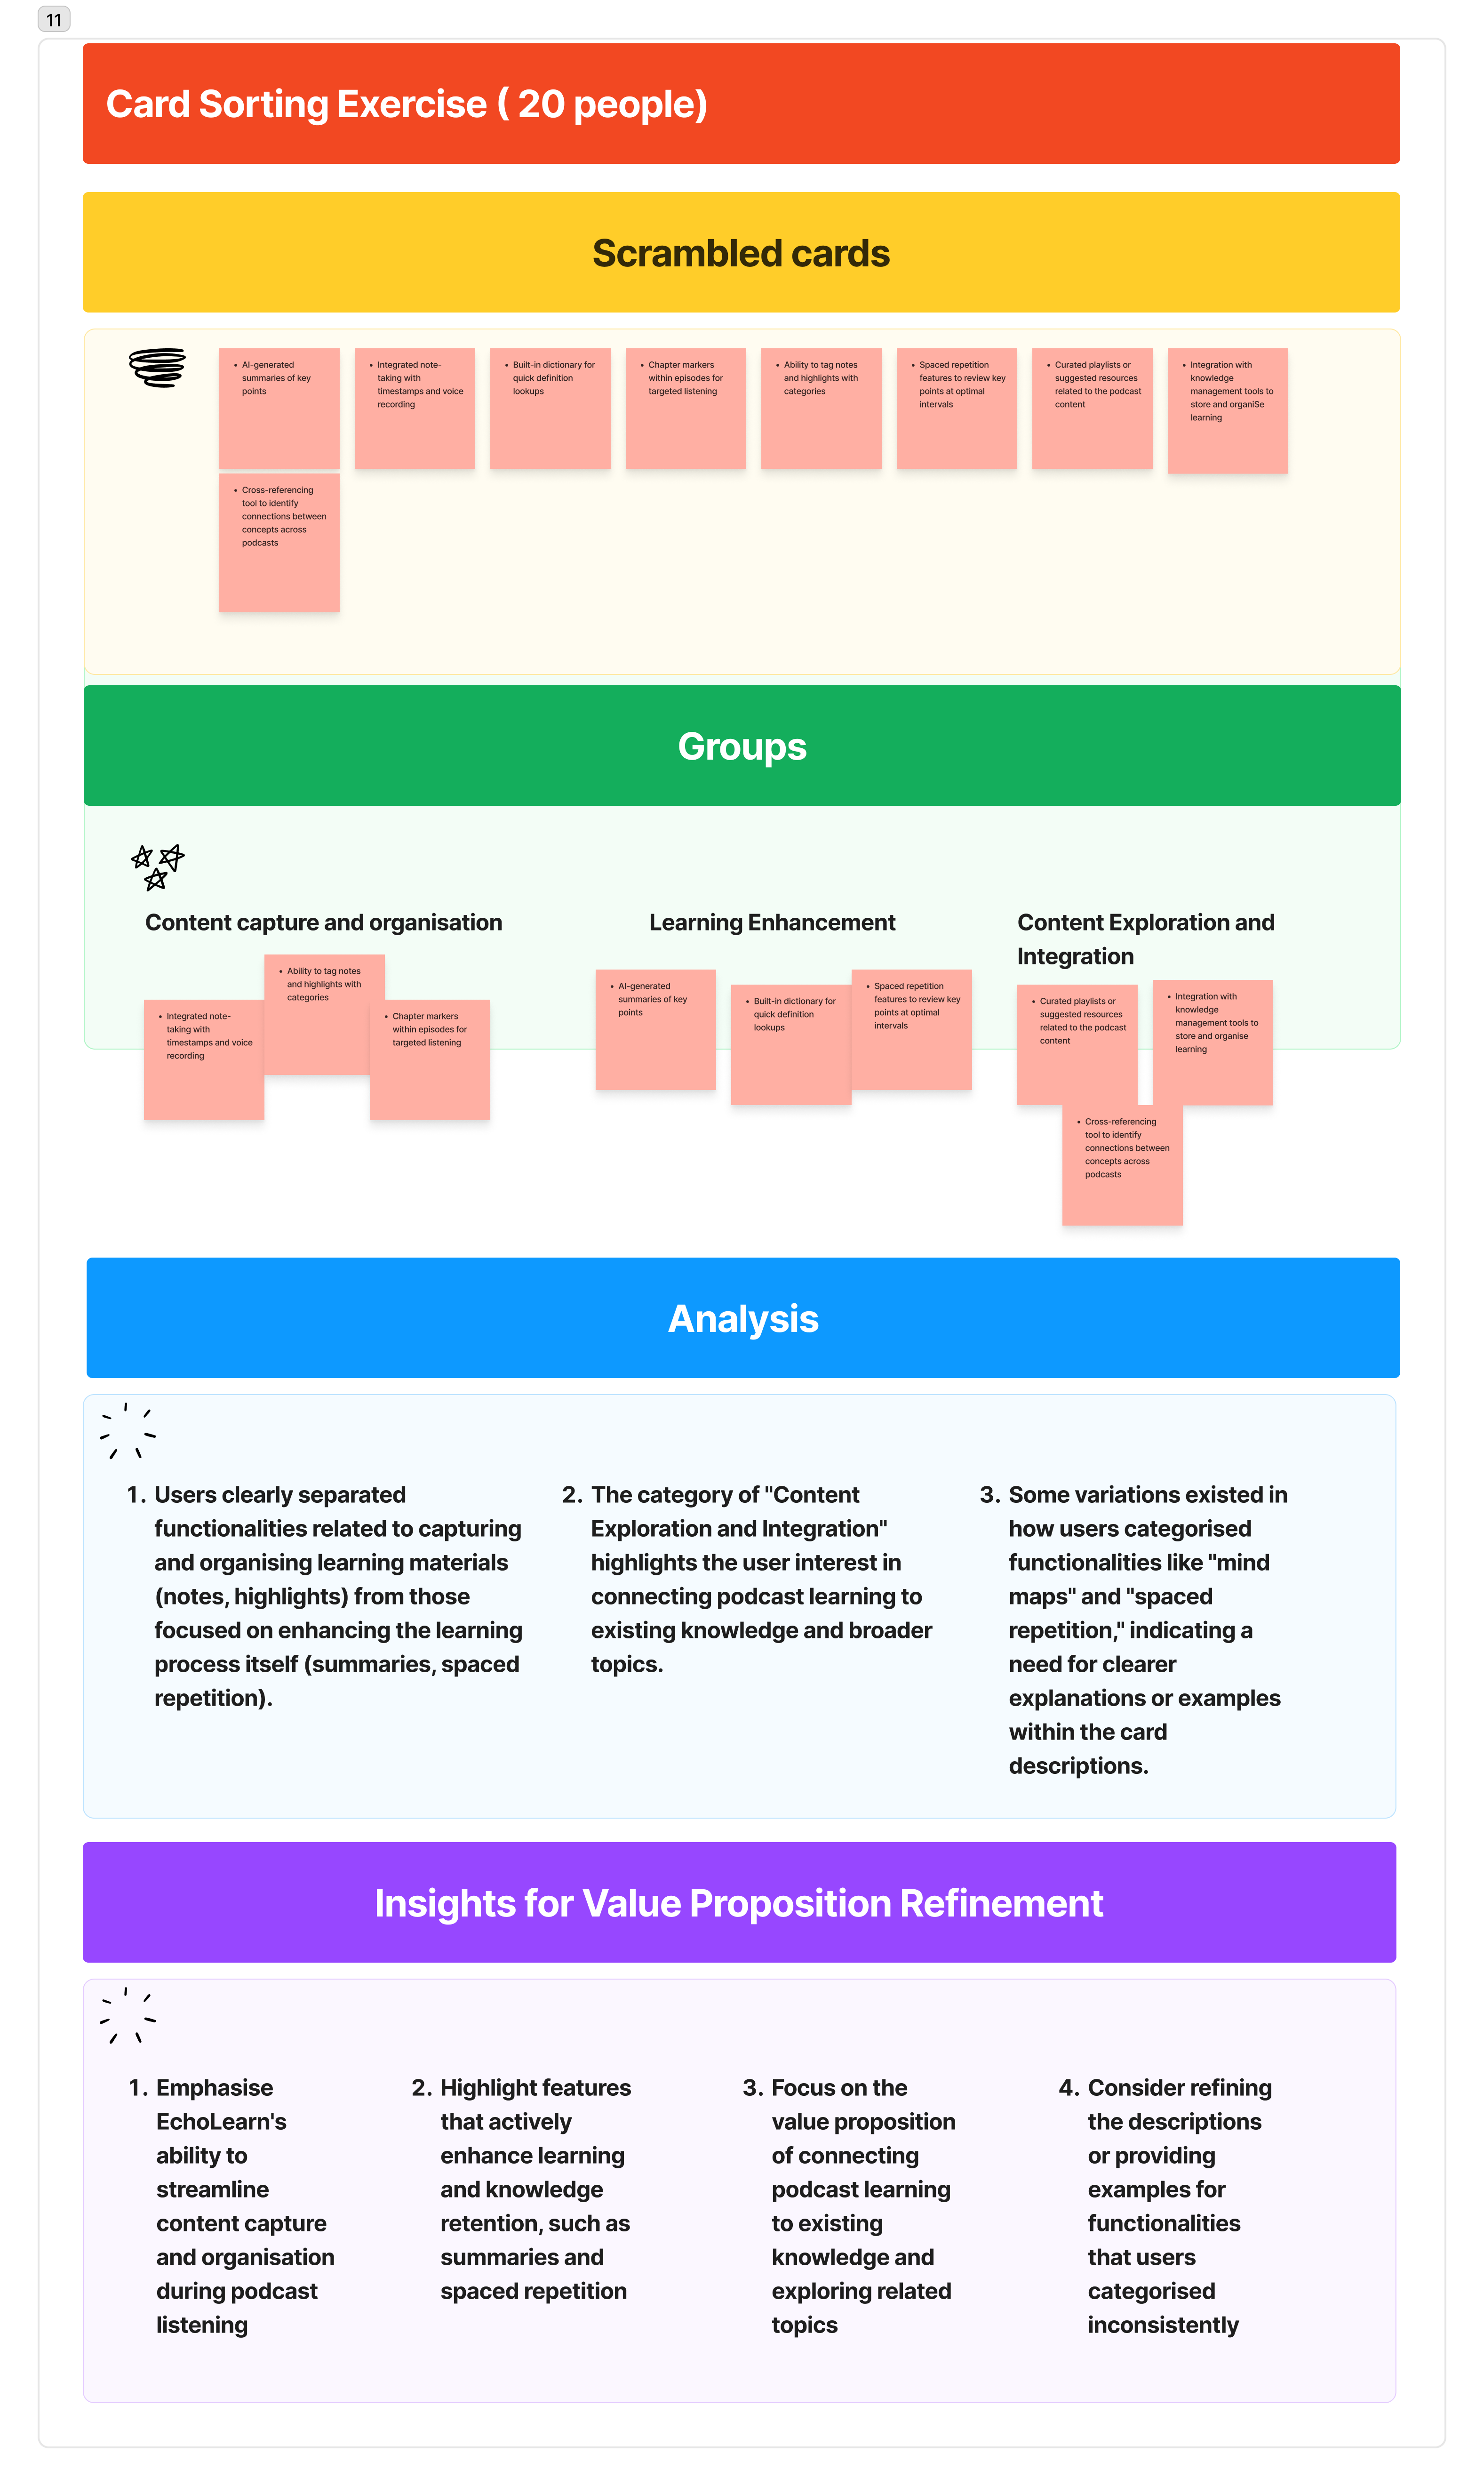 11
Card Sorting Exercise ( 20 people)
Scrambled cards
• AI-generated
summaries of key
points
• Integrated note-
taking with
timestamps and voice
recording
• Built-in dictionary for
quick definition
lookups
• Chapter markers
within episodes for
targeted listening
• Ability to tag notes
and highlights with
categories
• Spaced repetition
features to review key
points at optimal
intervals
• Curated playlists or
suggested resources
related to the podcast
content
• Integration with
knowledge
management tools to
store and organiSe
learning
• Cross-referencing
tool to identify
connections between
concepts across
podcasts
Groups
Content capture and organisation
• Integrated note-
taking with
timestamps and voice
recording
• Ability to tag notes
and highlights with
categories
• Chapter markers
within episodes for
targeted listening
Learning Enhancement
• AI-generated
summaries of key
points
• Built-in dictionary for
quick definition
lookups
• Spaced repetition
features to review key
points at optimal
intervals
Content Exploration and
Integration
• Curated playlists or
suggested resources
related to the podcast
content
• Integration with
knowledge
management tools to
store and organise
learning
• Cross-referencing
tool to identify
connections between
concepts across
podcasts
Analysis
1. Users clearly separated
functionalities related to capturing
and organising learning materials
(notes, highlights) from those
focused on enhancing the learning
process itself (summaries, spaced
repetition).
2. The category of "Content
Exploration and Integration"
highlights the user interest in
connecting podcast learning to
existing knowledge and broader
topics.
3. Some variations existed in
how users categorised
functionalities like "mind
maps" and "spaced
repetition," indicating a
need for clearer
explanations or examples
within the card
descriptions.
Insights for Value Proposition Refinement
1. Emphasise
EchoLearn's
ability to
streamline
content capture
and organisation
during podcast
listening
2. Highlight features
that actively
enhance learning
and knowledge
retention, such as
summaries and
spaced repetition
3. Focus on the
value proposition
of connecting
podcast learning
to existing
knowledge and
exploring related
topics
4. Consider refining
the descriptions
or providing
examples for
functionalities
that users
categorised
inconsistently